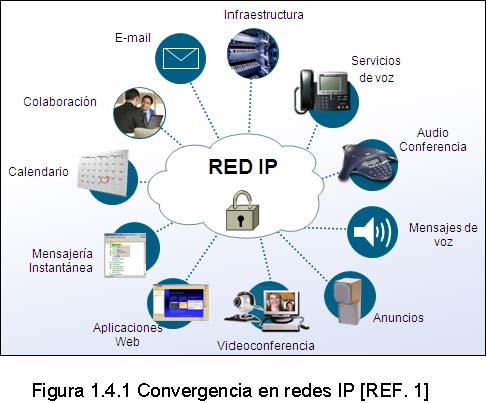 Infraestructura
E-mail
Servicios
de voz
Colaboración
Audio
Conferencia
RED IP
Calendario
Mensajes de
voz
Mensajería
Instantánea
Anuncios
Aplicaciones
Web
Videoconferencia
Figura 1.4.1 Convergencia en redes IP [REF. 1]